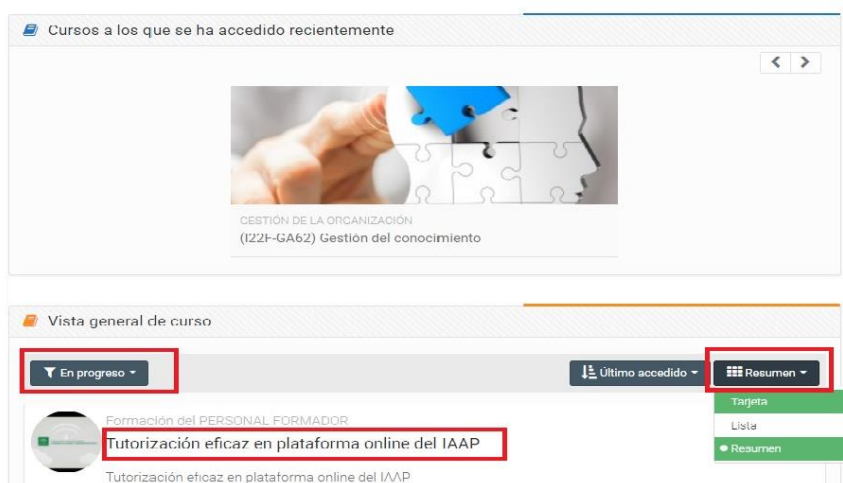 Cursos a los que se ha accedido recientemente
GESTIÓN DE LA ORGANIZACIÓN
(I22F-GA62) Gestión del conocimiento
Vista general de curso
En progreso
Último accedido
Resumen
Tarjeta
Lista
Resumen
Formación del PERSONAL FORMADOR
Tutorización eficaz en plataforma online del IAAP
Tutorización eficaz en plataforma online del IAAP